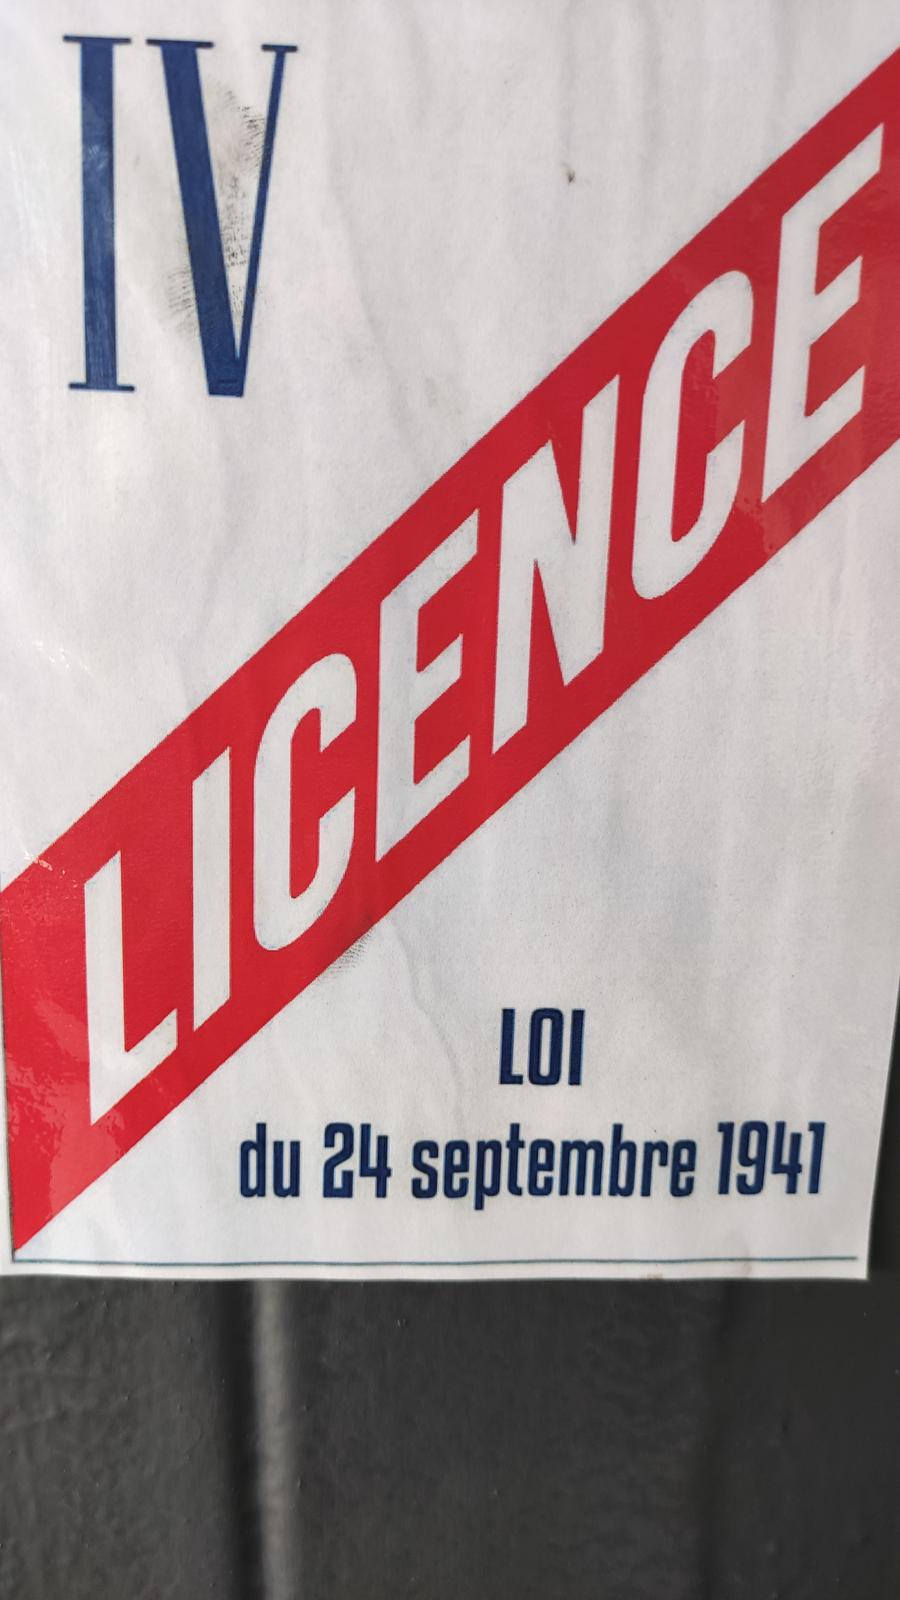 IV
LICENCE
LOI
du 24 septembre 1941